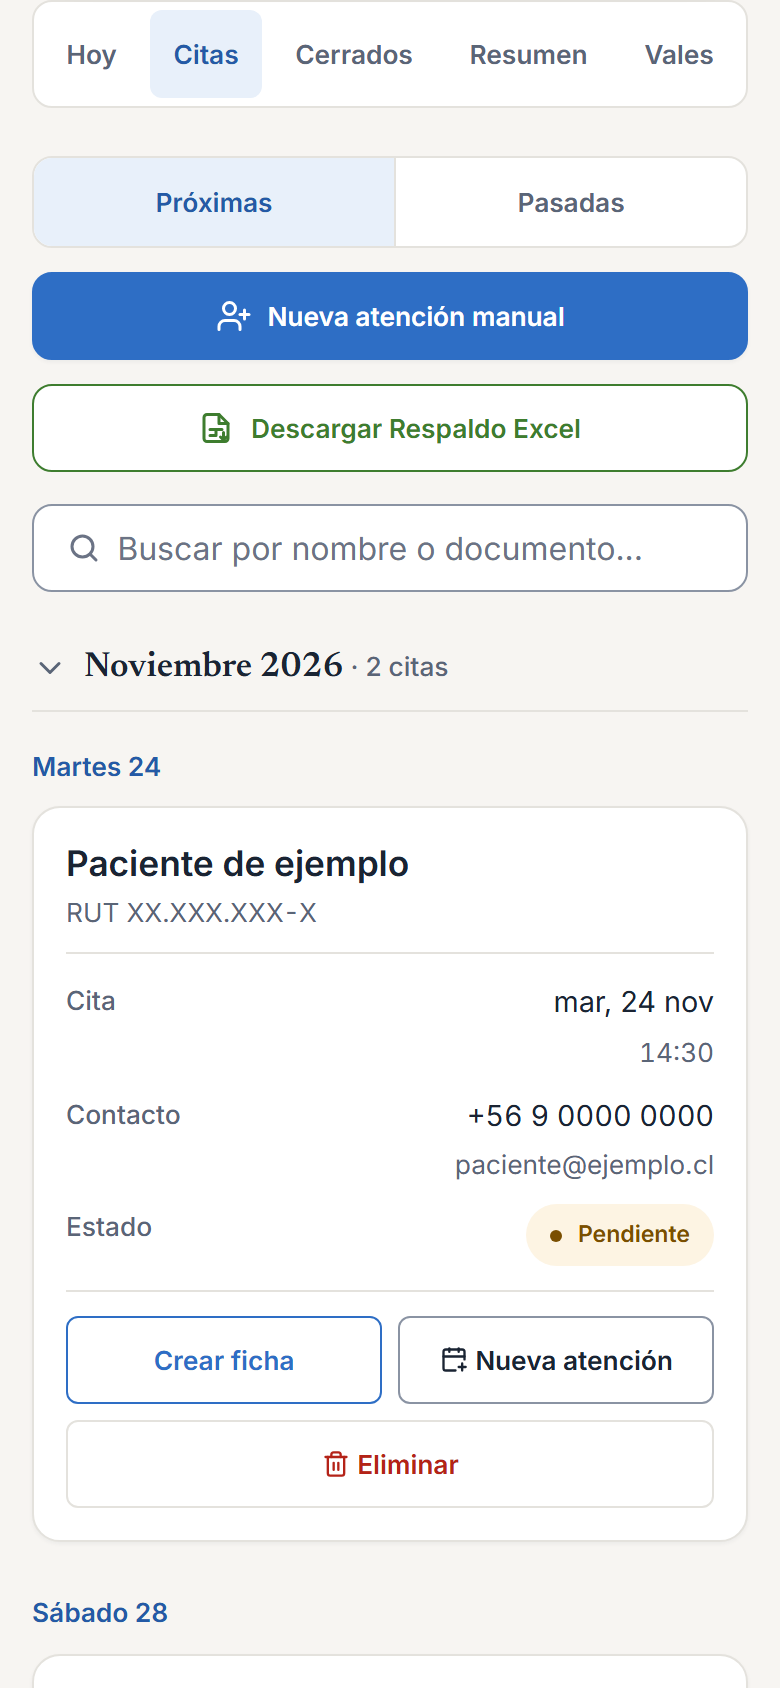 Hoy Citas Cerrados Resumen Vales
Próximas Pasadas
Nueva atención manual
Descargar Respaldo Excel
Buscar por nombre o documento...
Noviembre 2026 · 2 citas
Martes 24
Paciente de ejemplo
RUT XX.XXX.XXX-X
Cita mar, 24 nov
14:30
Contacto +56 9 0000 0000
paciente@ejemplo.cl
Estado Pendiente
Crear ficha Nueva atención
Eliminar
Sábado 28